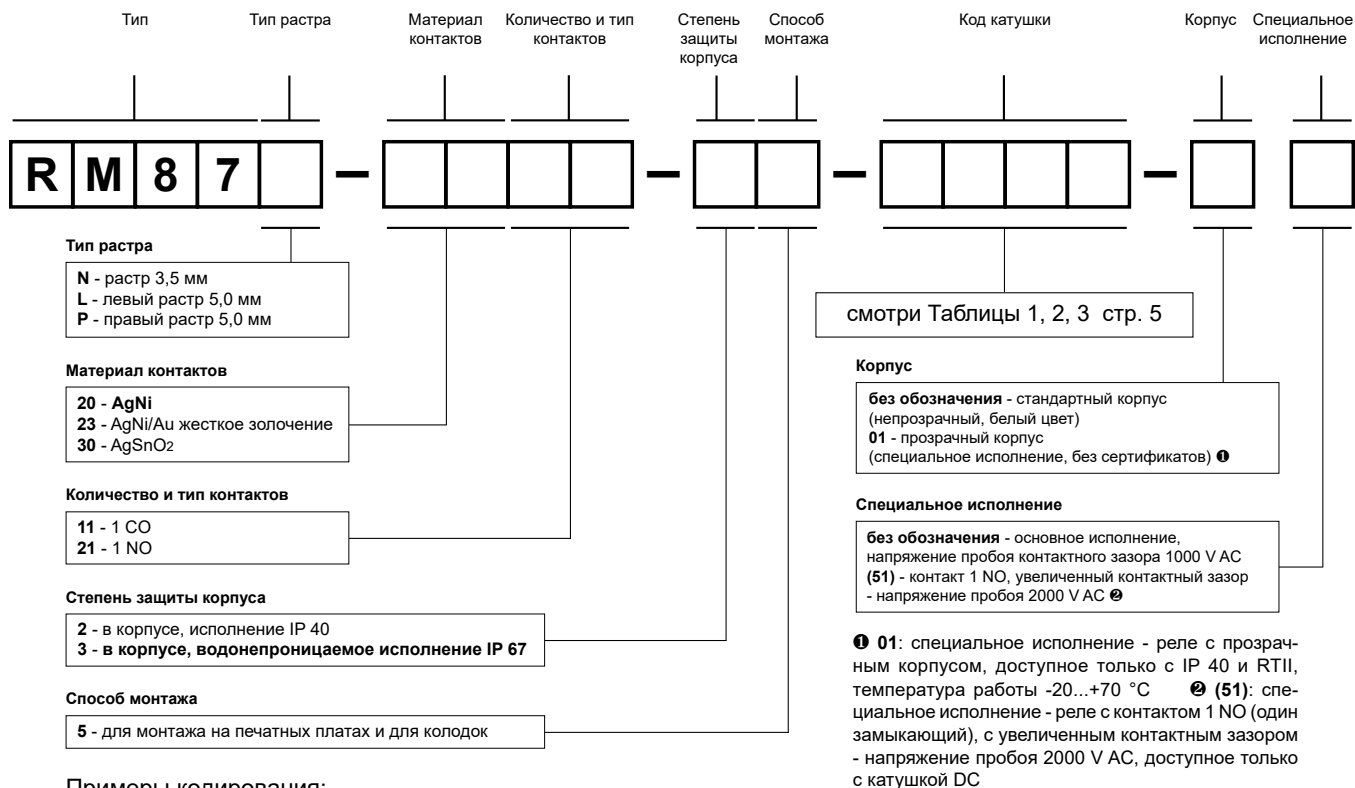 Тип
Тип растра
Материал контактов
Количество и тип контактов
Степень защиты корпуса
Способ монтажа
Код катушки
Корпус
Специальное исполнение
R M 8 7 – – – –
Тип растра
N - растр 3,5 мм
L - левый растр 5,0 мм
P - правый растр 5,0 мм
Материал контактов
20 - AgNi
23 - AgNi/Au жесткое золочение
30 - AgSnO2
Количество и тип контактов
11 - 1 CO
21 - 1 NO
Степень защиты корпуса
2 - в корпусе, исполнение IP 40
3 - в корпусе, водонепроницаемое исполнение IP 67
Способ монтажа
5 - для монтажа на печатных платах и для колодок
Примеры кодирования:
смотри Таблицы 1, 2, 3 стр. 5
Корпус
без обозначения - стандартный корпус
(непрозрачный, белый цвет)
01 - прозрачный корпус
(специальное исполнение, без сертификатов) ❶
Специальное исполнение
без обозначения - основное исполнение,
напряжение пробоя контактного зазора 1000 V AC
(51) - контакт 1 NO, увеличенный контактный зазор
- напряжение пробоя 2000 V AC ❷
❶ 01: специальное исполнение - реле с прозрач-
ным корпусом, доступное только с IP 40 и RTII,
температура работы -20...+70 °C ❷ (51): спе-
циальное исполнение - реле с контактом 1 NO (один
замыкающий), с увеличенным контактным зазором
- напряжение пробоя 2000 V AC, доступное только
с катушкой DC